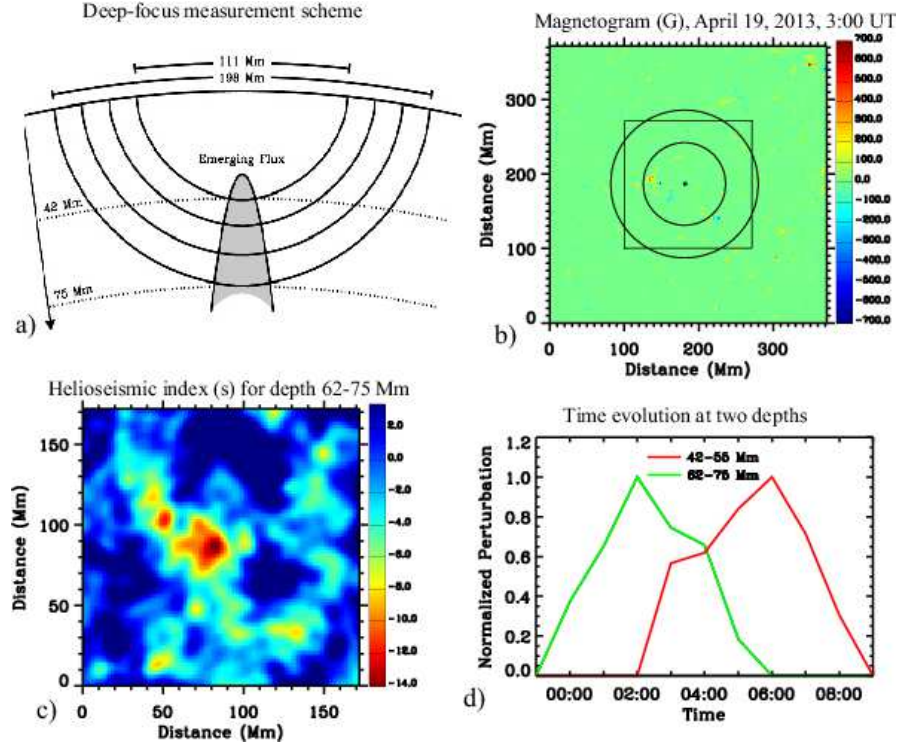 Deep-focus measurement scheme
111 Mm
198 Mm
Emerging Flux
42 Mm
75 Mm
a)
Magnetogram (G), April 19, 2013, 3:00 UT
Distance (Mm)
300
200
100
0
0 100 200 300
Distance (Mm)
700.0
600.0
500.0
400.0
300.0
200.0
100.0
0.0
-100.0
-200.0
-300.0
-400.0
-500.0
-600.0
-700.0
b)
Helioseismic index (s) for depth 62-75 Mm
Distance (Mm)
150
100
50
0
0 50 100 150
Distance (Mm)
2.0
0.0
-2.0
-4.0
-6.0
-8.0
-10.0
-12.0
-14.0
c)
Time evolution at two depths
Normalized Perturbation
1.2
1.0
0.8
0.6
0.4
0.2
0.0
42-55 Mm
62-75 Mm
00:00 02:00 04:00 06:00 08:00
Time
d)